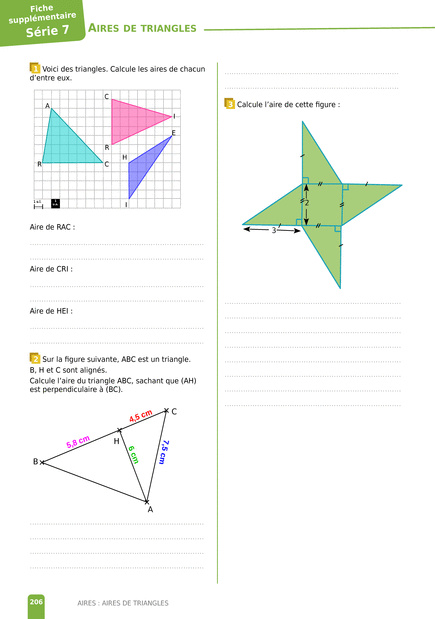 Fiche
supplémentaire
Série 7
AIRES DE TRIANGLES
1 Voici des triangles. Calcule les aires de chacun
d'entre eux.
A
C
I
E
R
H
R
C
I
Aire de RAC :
Aire de CRI :
Aire de HEI :
2 Sur la figure suivante, ABC est un triangle.
B, H et C sont alignés.
Calcule l'aire du triangle ABC, sachant que (AH)
est perpendiculaire à (BC).
4,5 cm
C
5,8 cm
H
6 cm
7,5 cm
B
A
3 Calcule l'aire de cette figure :
2
3
206
AIRES : AIRES DE TRIANGLES